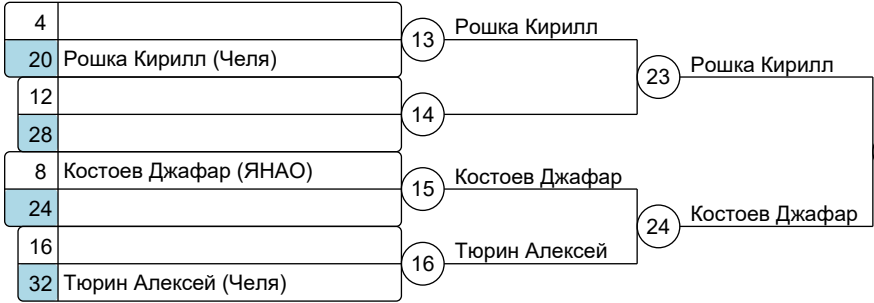 4
20 Рошка Кирилл (Челя)
12
28
8 Костоев Джафар (ЯНАО)
24
16
32 Тюрин Алексей (Челя)
13 Рошка Кирилл
14
15 Костоев Джафар
16 Тюрин Алексей
23 Рошка Кирилл
24 Костоев Джафар